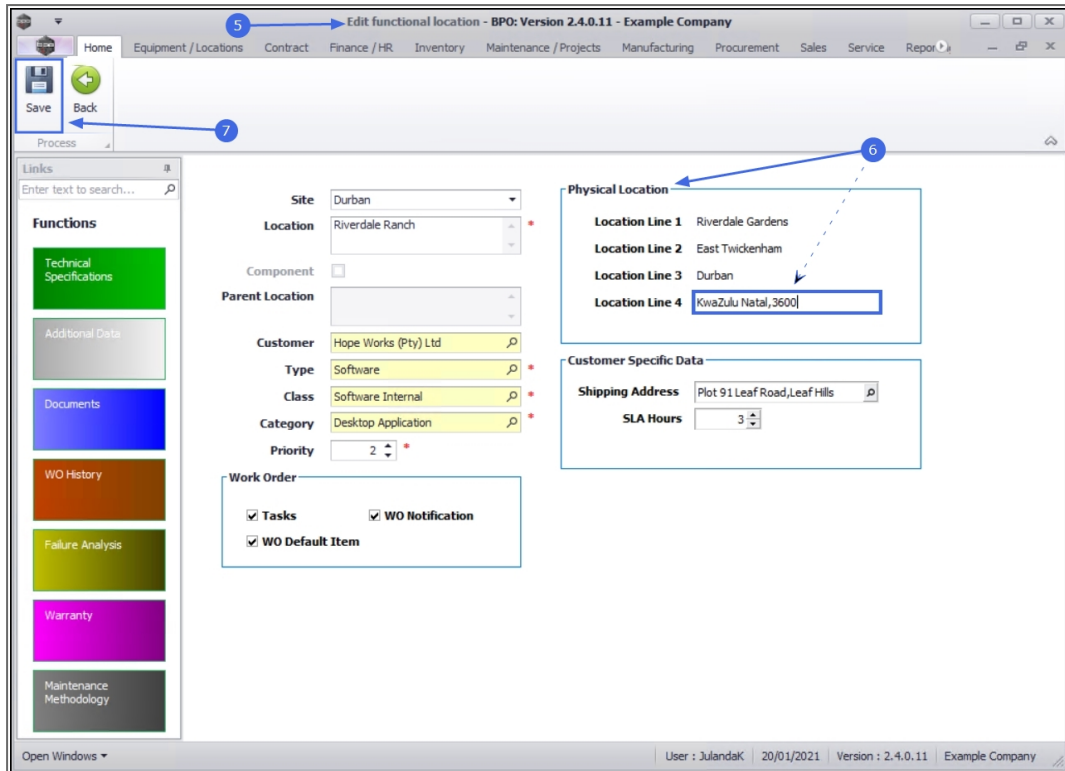 5
Edit functional location - BPO: Version 2.4.0.11 - Example Company
Home Equipment / Locations Contract Finance / HR Inventory Maintenance / Projects Manufacturing Procurement Sales Service Repor
Save Back
7
Process
6
Links
Enter text to search...
Functions
Technical
Specifications
Additional Data
Documents
WO History
Failure Analysis
Warranty
Maintenance
Methodology
Site Durban
Location Riverdale Ranch *
Component
Parent Location
Customer Hope Works (Pty) Ltd
Type Software *
Class Software Internal *
Category Desktop Application *
Priority 2 *
Work Order
Tasks WO Notification
WO Default Item
Physical Location
Location Line 1 Riverdale Gardens
Location Line 2 East Twickenham
Location Line 3 Durban
Location Line 4 KwaZulu Natal,3600
Customer Specific Data
Shipping Address Plot 91 Leaf Road,Leaf Hills
SLA Hours 3
Open Windows User : JulandaK 20/01/2021 Version : 2.4.0.11 Example Company